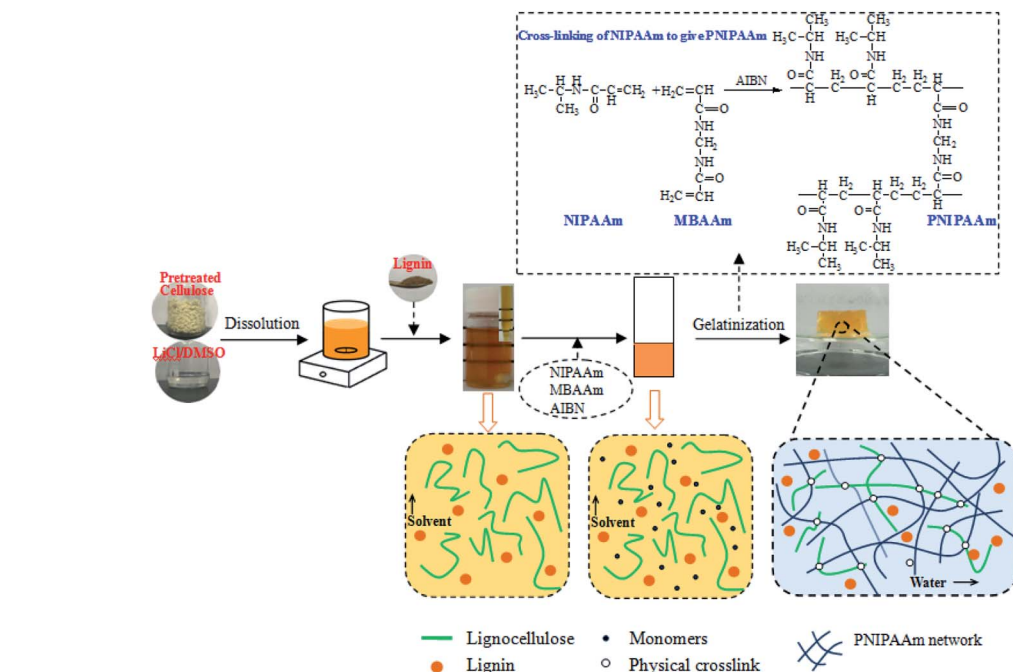 Cross-linking of NIPAAm to give PNIPAAm
CH₃ CH₃
H₃C-CH H₃C-CH
NH NH
O=C H₂ O=C H₂ H₂ H
C C C C C C
H H
H H
H₃C-C-N-C-C=CH₂ +H₂C=CH
CH₃ O H
AIBN
C=O
NH
CH₂
NH
C=O
H₂C=CH
C=O
NH
CH₂
NH
C=O
H H₂ H H₂ H₂
C C C C C C
H
O=C O=C
NH NH
H₃C-CH H₃C-CH
CH₃ CH₃
NIPAAm MBAAm PNIPAAm
Pretreated
Cellulose
LiCl/DMSO
Dissolution
Lignin
NIPAAm
MBAAm
AIBN
Gelatinization
Solvent
Solvent
Water
Lignocellulose
Monomers
PNIPAAm network
Lignin
Physical crosslink